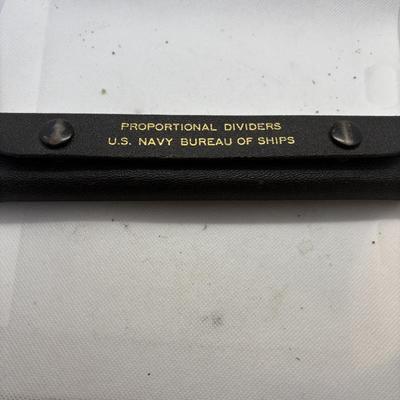 PROPORTIONAL DIVIDERS
U.S. NAVY BUREAU OF SHIPS